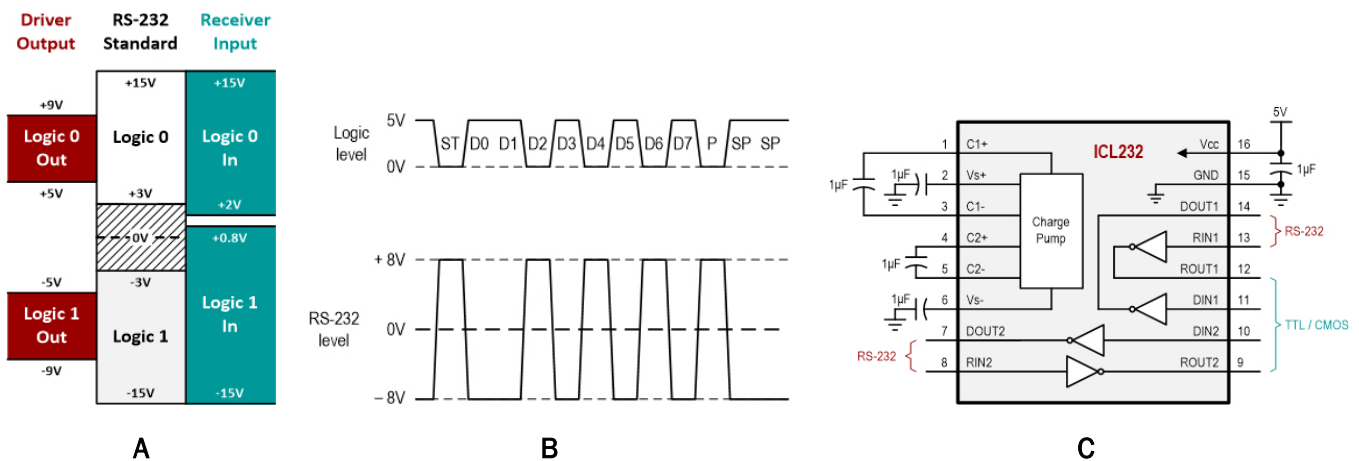 Driver
Output
RS-232
Standard
Receiver
Input
+9V
Logic 0
Out
+5V
-5V
Logic 1
Out
-9V
+15V
Logic 0
+3V
0V
-3V
Logic 1
-15V
+15V
Logic 0
In
+2V
+0.8V
Logic 1
In
-15V
A
Logic
level
5V
0V
ST D0 D1 D2 D3 D4 D5 D6 D7 P SP SP
RS-232
level
+ 8V
0V
– 8V
B
ICL232
5V
1µF
1µF
1µF
1µF
1µF
1 C1+
2 Vs+
3 C1-
4 C2+
5 C2-
6 Vs-
7 DOUT2
8 RIN2
Charge
Pump
Vcc 16
GND 15
DOUT1 14
RIN1 13
ROUT1 12
DIN1 11
DIN2 10
ROUT2 9
RS-232
RS-232
TTL / CMOS
C